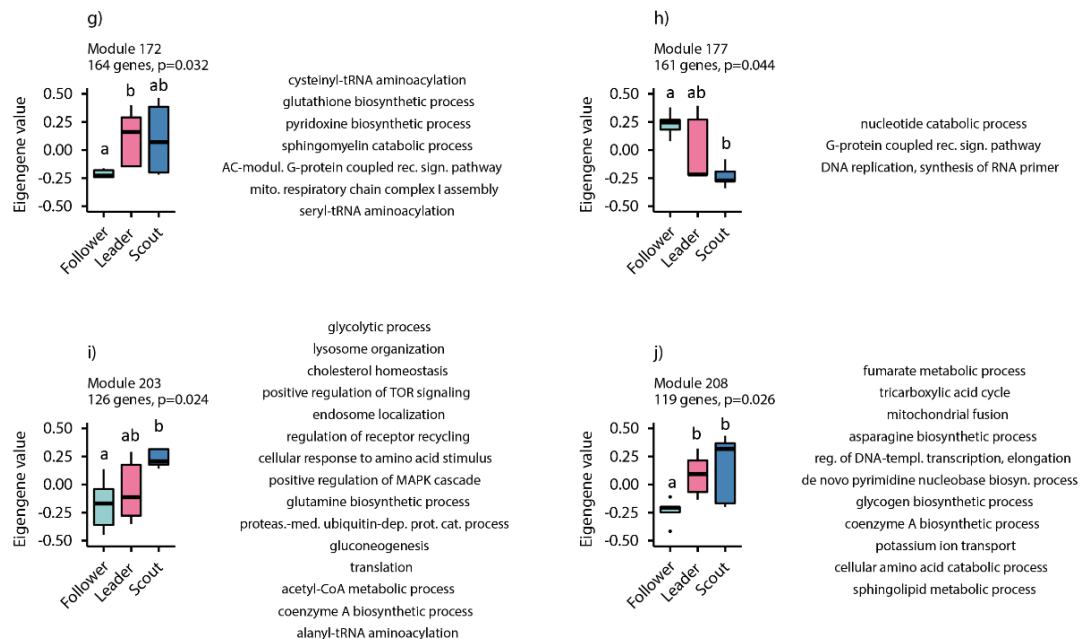 g)
Module 172
164 genes, p=0.032
Eigengene value
0.50
0.25
0.00
-0.25
-0.50
a
b
ab
Follower
Leader
Scout
cysteinyl-tRNA aminoacylation
glutathione biosynthetic process
pyridoxine biosynthetic process
sphingomyelin catabolic process
AC-modul. G-protein coupled rec. sign. pathway
mito. respiratory chain complex I assembly
seryl-tRNA aminoacylation
h)
Module 177
161 genes, p=0.044
Eigengene value
0.50
0.25
0.00
-0.25
-0.50
a
ab
b
Follower
Leader
Scout
nucleotide catabolic process
G-protein coupled rec. sign. pathway
DNA replication, synthesis of RNA primer
i)
Module 203
126 genes, p=0.024
Eigengene value
0.50
0.25
0.00
-0.25
-0.50
a
ab
b
Follower
Leader
Scout
glycolytic process
lysosome organization
cholesterol homeostasis
positive regulation of TOR signaling
endosome localization
regulation of receptor recycling
cellular response to amino acid stimulus
positive regulation of MAPK cascade
glutamine biosynthetic process
proteas.-med. ubiquitin-dep. prot. cat. process
gluconeogenesis
translation
acetyl-CoA metabolic process
coenzyme A biosynthetic process
alanyl-tRNA aminoacylation
j)
Module 208
119 genes, p=0.026
Eigengene value
0.50
0.25
0.00
-0.25
-0.50
a
b
b
Follower
Leader
Scout
fumarate metabolic process
tricarboxylic acid cycle
mitochondrial fusion
asparagine biosynthetic process
reg. of DNA-templ. transcription, elongation
de novo pyrimidine nucleobase biosyn. process
glycogen biosynthetic process
coenzyme A biosynthetic process
potassium ion transport
cellular amino acid catabolic process
sphingolipid metabolic process